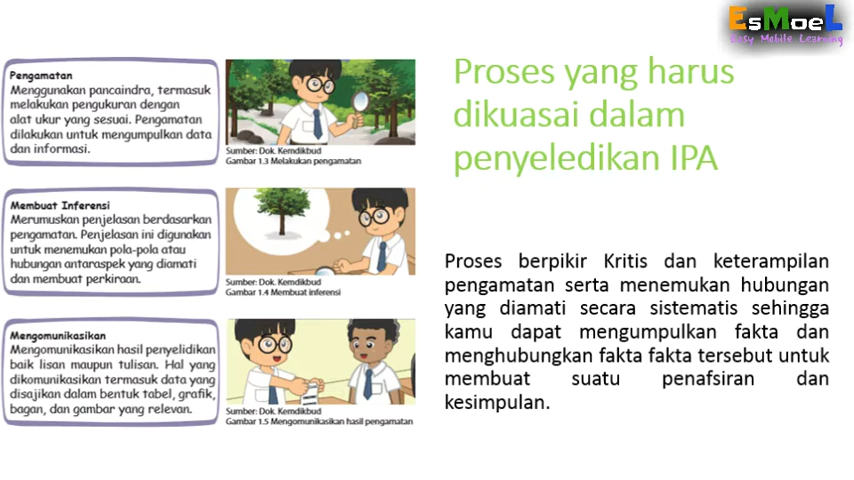 EsMoeL
Easy Mobile Learning
Proses yang harus
dikuasai dalam
penyeledikan IPA
Pengamatan
Menggunakan pancaindra, termasuk
melakukan pengukuran dengan
alat ukur yang sesuai. Pengamatan
dilakukan untuk mengumpulkan data
dan informasi.
Sumber: Dok. Kemdikbud
Gambar 1.3 Melakukan pengamatan
Membuat Inferensi
Merumuskan penjelasan berdasarkan
pengamatan. Penjelasan ini digunakan
untuk menemukan pola-pola atau
hubungan antaraspek yang diamati
dan membuat perkiraan.
Sumber: Dok. Kemdikbud
Gambar 1.4 Membuat inferensi
Mengomunikasikan
Mengomunikasikan hasil penyelidikan
baik lisan maupun tulisan. Hal yang
dikomunikasikan termasuk data yang
disajikan dalam bentuk tabel, grafik,
bagan, dan gambar yang relevan.
Sumber: Dok. Kemdikbud
Gambar 1.5 Mengomunikasikan hasil pengamatan
Proses berpikir Kritis dan keterampilan
pengamatan serta menemukan hubungan
yang diamati secara sistematis sehingga
kamu dapat mengumpulkan fakta dan
menghubungkan fakta fakta tersebut untuk
membuat suatu penafsiran dan
kesimpulan.